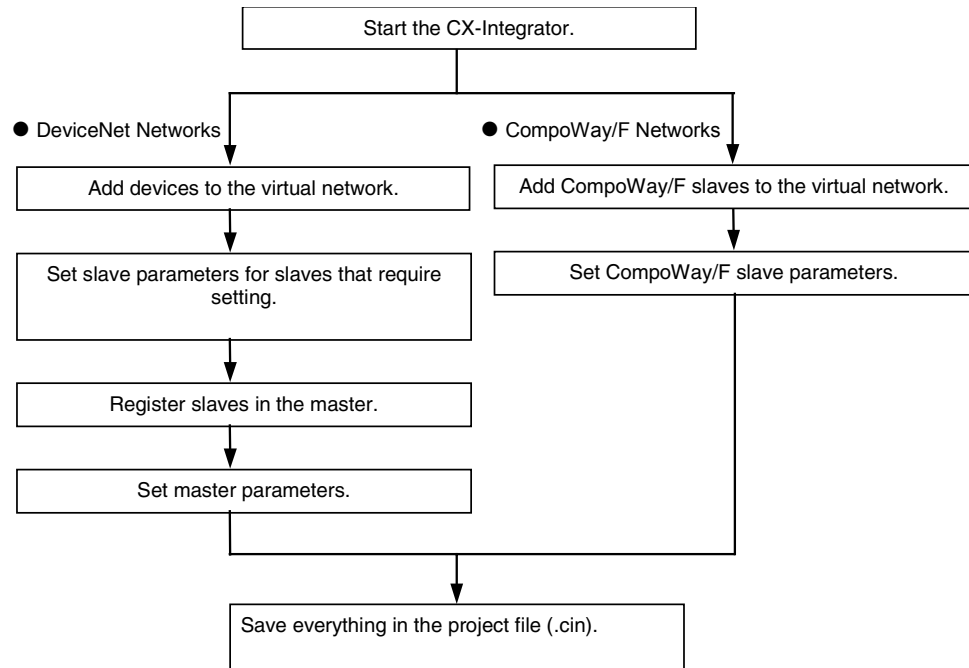 Start the CX-Integrator.
● DeviceNet Networks
Add devices to the virtual network.
Set slave parameters for slaves that require
setting.
Register slaves in the master.
Set master parameters.
● CompoWay/F Networks
Add CompoWay/F slaves to the virtual network.
Set CompoWay/F slave parameters.
Save everything in the project file (.cin).